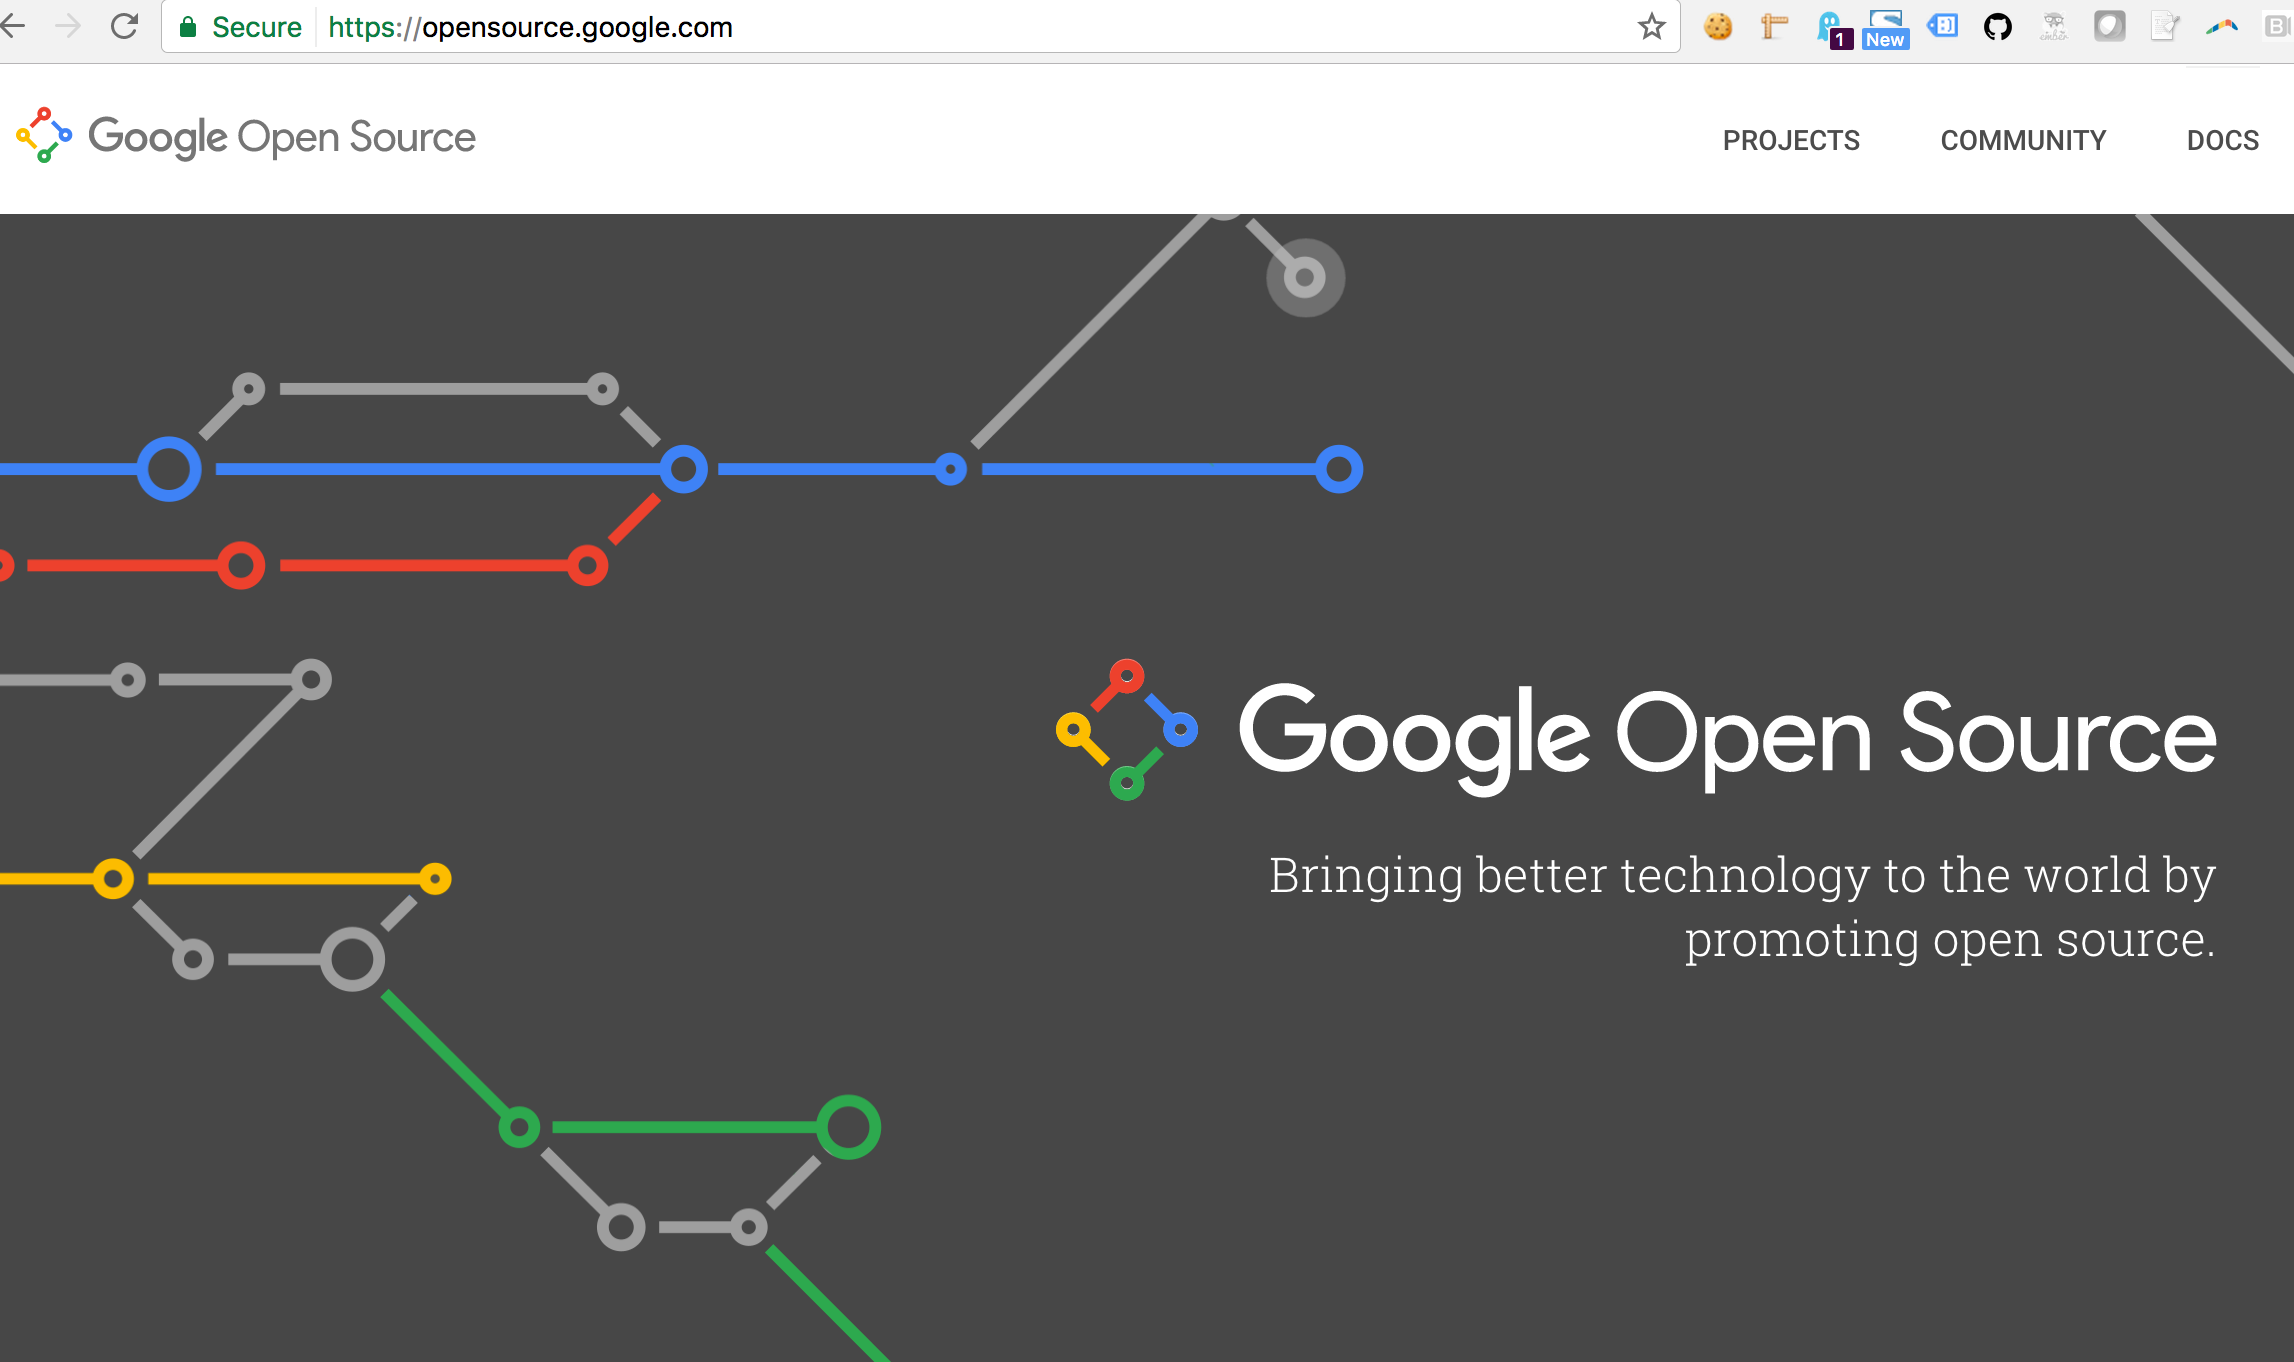 Secure https://opensource.google.com
1
New
ember
B
Google Open Source
PROJECTS COMMUNITY DOCS
Google Open Source
Bringing better technology to the world by
promoting open source.